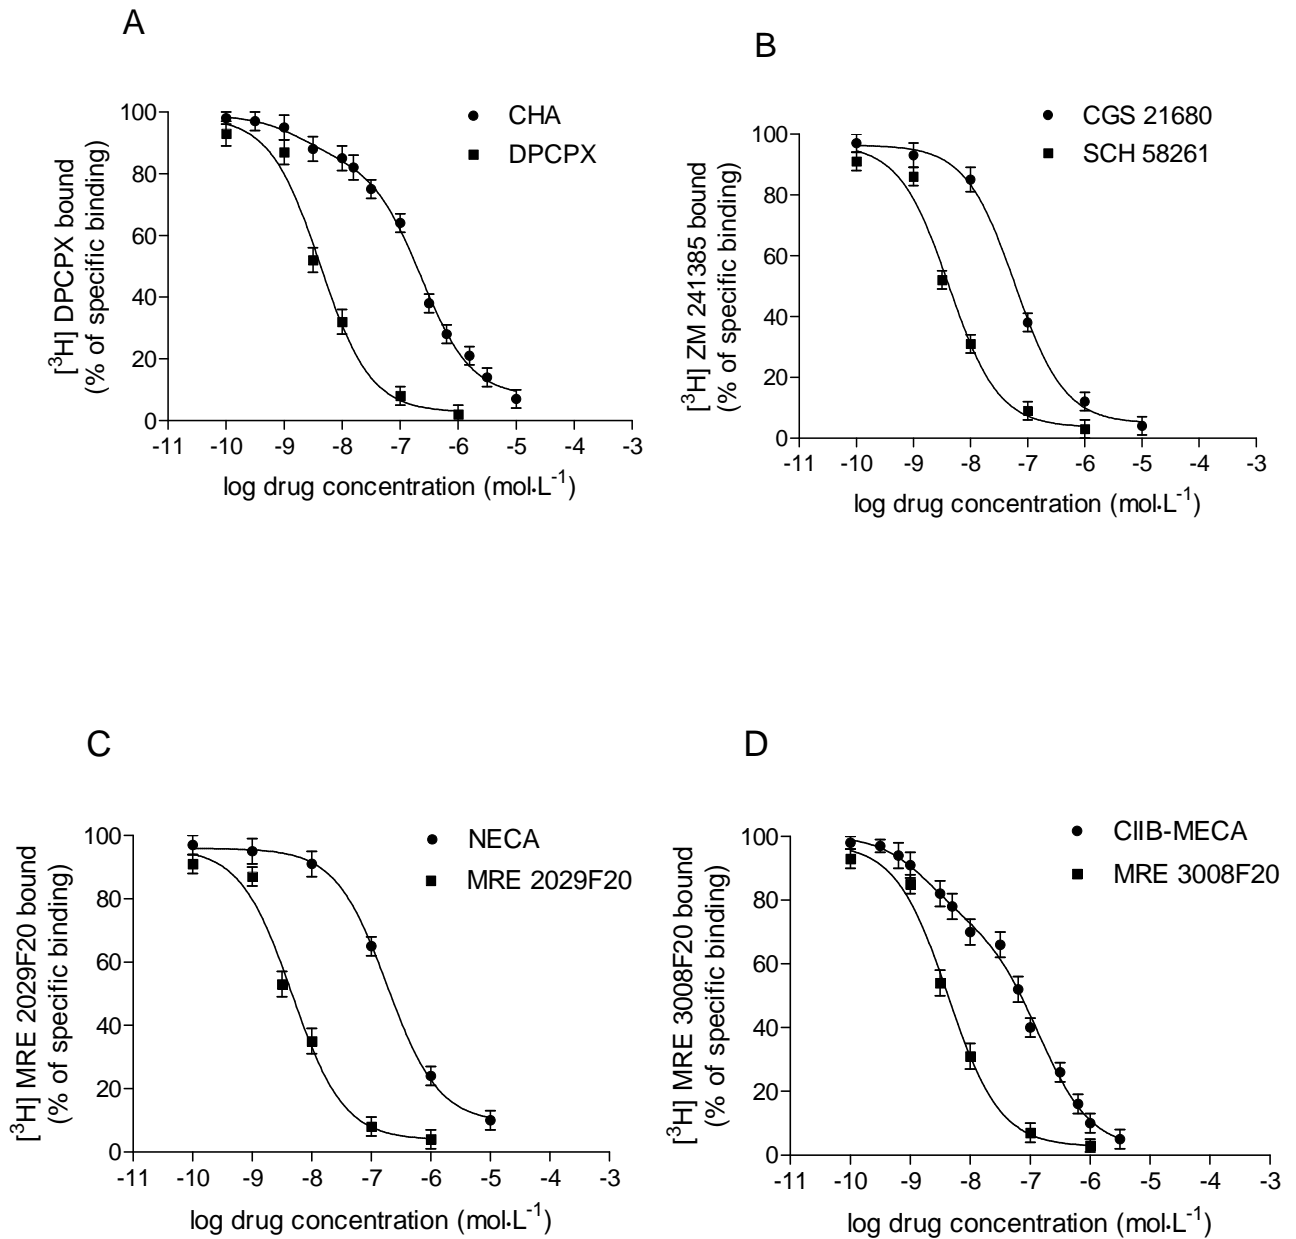 A
CHA
DPCPX
[³H] DPCPX bound
(% of specific binding)
100
80
60
40
20
0
-11 -10 -9 -8 -7 -6 -5 -4 -3
log drug concentration (mol·L⁻¹)
B
CGS 21680
SCH 58261
[³H] ZM 241385 bound
(% of specific binding)
100
80
60
40
20
0
-11 -10 -9 -8 -7 -6 -5 -4 -3
log drug concentration (mol·L⁻¹)
C
NECA
MRE 2029F20
[³H] MRE 2029F20 bound
(% of specific binding)
100
80
60
40
20
0
-11 -10 -9 -8 -7 -6 -5 -4 -3
log drug concentration (mol·L⁻¹)
D
ClIB-MECA
MRE 3008F20
[³H] MRE 3008F20 bound
(% of specific binding)
100
80
60
40
20
0
-11 -10 -9 -8 -7 -6 -5 -4 -3
log drug concentration (mol·L⁻¹)